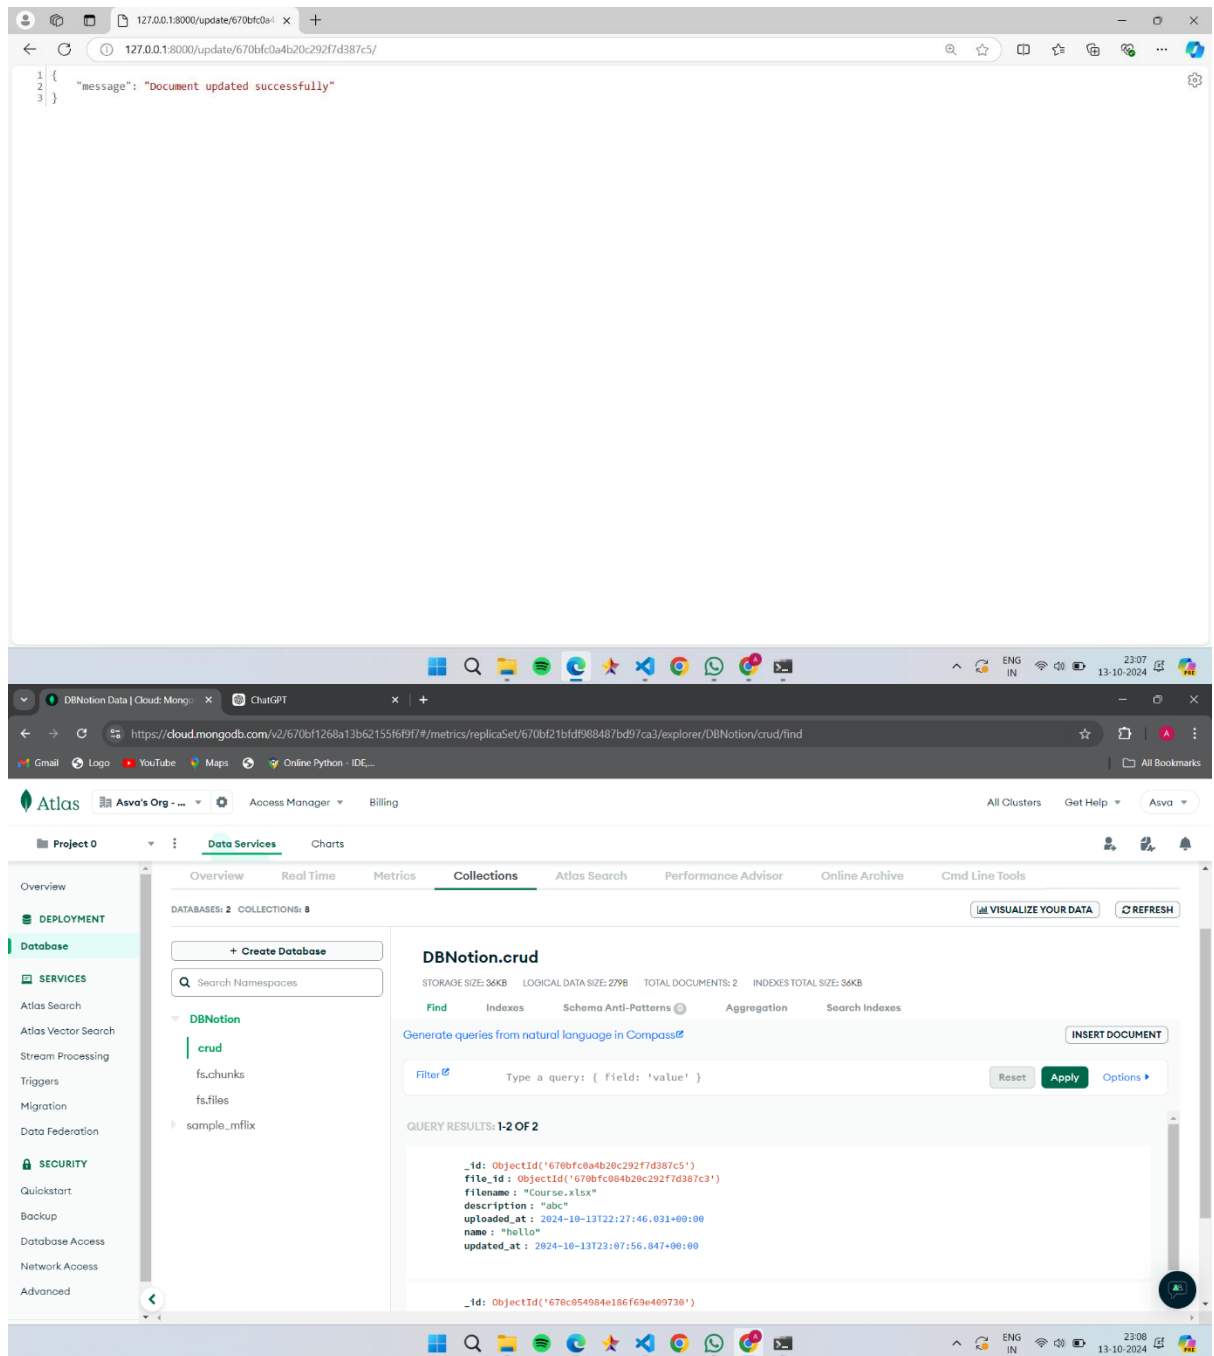 127.0.0.1:8000/update/670bfc0a4
127.0.0.1:8000/update/670bfc0a4b20c292f7d387c5/
1 {
2 "message": "Document updated successfully"
3 }
ENG
IN
23:07
13-10-2024
PRE
DBNotion Data | Cloud: Mongo
ChatGPT
https://cloud.mongodb.com/v2/670bf1268a13b62155f6f9f7#/metrics/replicaSet/670bf21bfdf988487bd97ca3/explorer/DBNotion/crud/find
A
Gmail Logo YouTube Maps Online Python - IDE,... All Bookmarks
Atlas Asva's Org - ... Access Manager Billing All Clusters Get Help Asva
Project 0 Data Services Charts
Overview Real Time Metrics Collections Atlas Search Performance Advisor Online Archive Cmd Line Tools
DATABASES: 2 COLLECTIONS: 8 VISUALIZE YOUR DATA REFRESH
Overview
DEPLOYMENT
Database
SERVICES
Atlas Search
Atlas Vector Search
Stream Processing
Triggers
Migration
Data Federation
SECURITY
Quickstart
Backup
Database Access
Network Access
Advanced
+ Create Database
Search Namespaces
DBNotion
crud
fs.chunks
fs.files
sample_mflix
DBNotion.crud
STORAGE SIZE: 36KB LOGICAL DATA SIZE: 279B TOTAL DOCUMENTS: 2 INDEXES TOTAL SIZE: 36KB
Find Indexes Schema Anti-Patterns 0 Aggregation Search Indexes
Generate queries from natural language in Compass INSERT DOCUMENT
Filter Type a query: { field: 'value' } Reset Apply Options
QUERY RESULTS: 1-2 OF 2
_id: ObjectId('670bfc0a4b20c292f7d387c5')
file_id : ObjectId('670bfc084b20c292f7d387c3')
filename : "Course.xlsx"
description : "abc"
uploaded_at : 2024-10-13T22:27:46.031+00:00
name : "hello"
updated_at : 2024-10-13T23:07:56.847+00:00
_id: ObjectId('670c054984e186f69e409730')
ENG
IN
23:08
13-10-2024
PRE